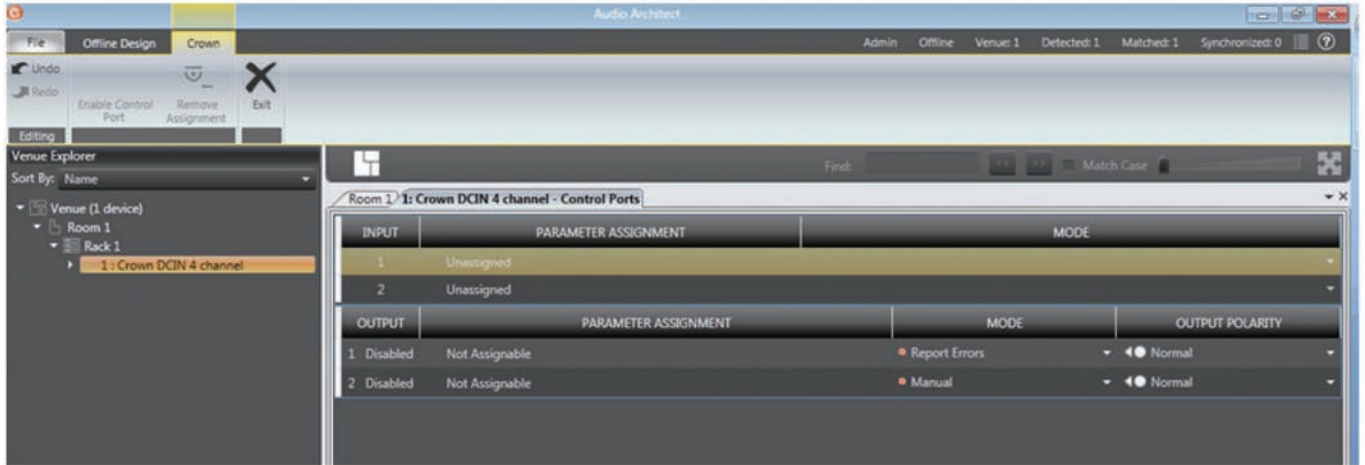 Audio Architect
File Offline Design Crown Admin Offline Venue: 1 Detected: 1 Matched: 1 Synchronized: 0 ?
Undo
Redo
Enable Control Port
Remove Assignment
Exit
Editing
Venue Explorer
Sort By: Name
Venue (1 device)
Room 1
Rack 1
1 : Crown DCIN 4 channel
Find: << >> Match Case
Room 1 1: Crown DCIN 4 channel - Control Ports
INPUT PARAMETER ASSIGNMENT MODE
1 Unassigned
2 Unassigned
OUTPUT PARAMETER ASSIGNMENT MODE OUTPUT POLARITY
1 Disabled Not Assignable Report Errors Normal
2 Disabled Not Assignable Manual Normal